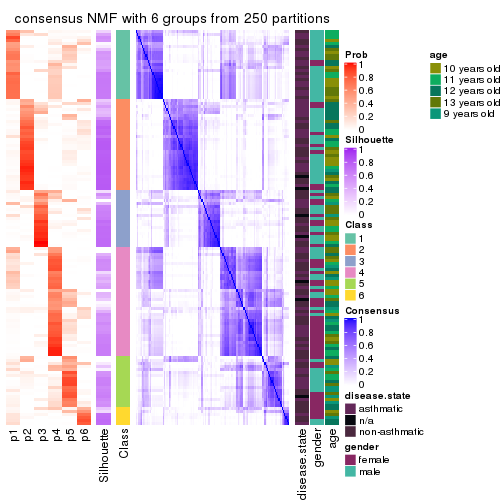 consensus NMF with 6 groups from 250 partitions
Prob
1
0.8
0.6
0.4
0.2
0
Silhouette
1
0.8
0.6
0.4
0.2
0
Class
1
2
3
4
5
6
Consensus
1
0.8
0.6
0.4
0.2
0
disease.state
asthmatic
n/a
non-asthmatic
gender
female
male
age
10 years old
11 years old
12 years old
13 years old
9 years old
p1
p2
p3
p4
p5
p6
Silhouette
Class
disease.state
gender
age